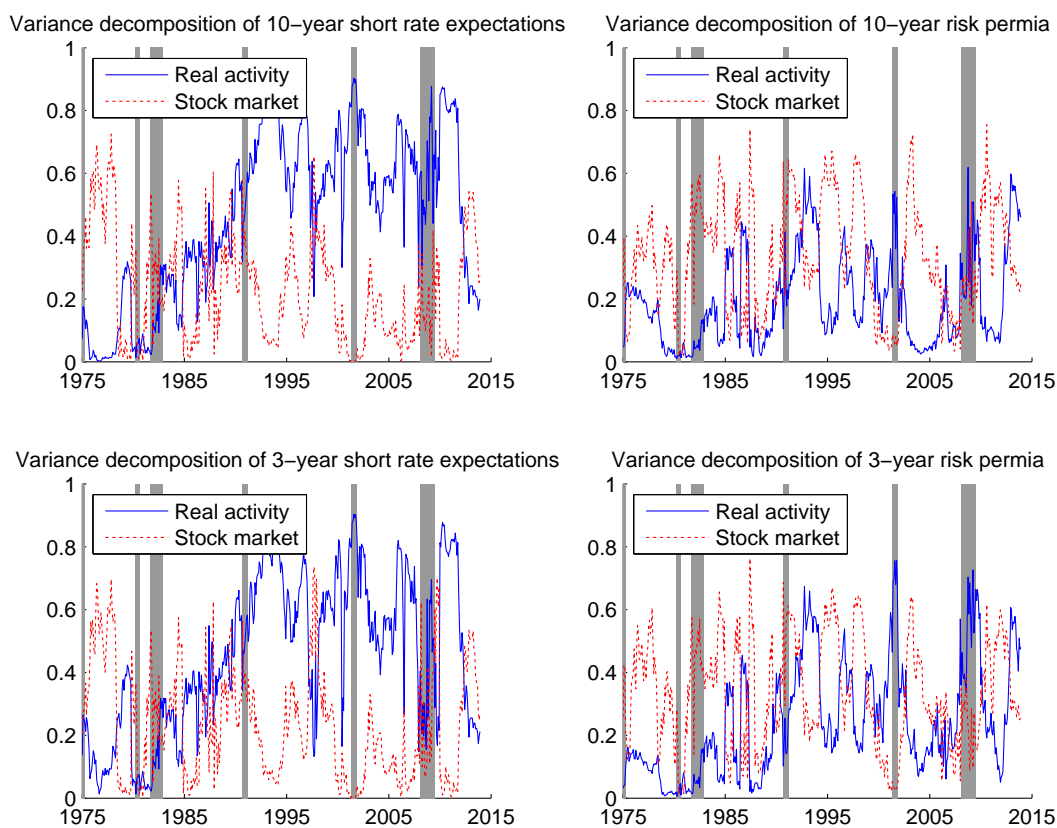 Variance decomposition of 10−year short rate expectations
1
0.8
0.6
0.4
0.2
0
1975 1985 1995 2005 2015
Real activity
Stock market
Variance decomposition of 10−year risk permia
1
0.8
0.6
0.4
0.2
0
1975 1985 1995 2005 2015
Real activity
Stock market
Variance decomposition of 3−year short rate expectations
1
0.8
0.6
0.4
0.2
0
1975 1985 1995 2005 2015
Real activity
Stock market
Variance decomposition of 3−year risk permia
1
0.8
0.6
0.4
0.2
0
1975 1985 1995 2005 2015
Real activity
Stock market